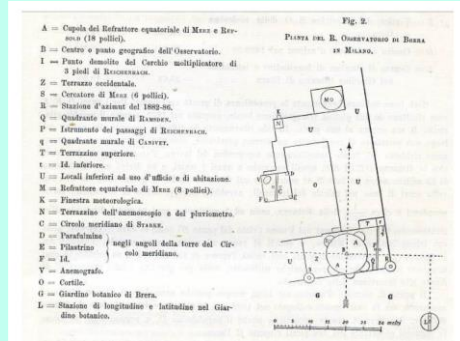 A = Cupola dei Refrattore equatoriale di MERZ e REPSOLD (18 pollici).
B = Centro e punto geografico dell'Osservatorio.
I = Punto demolito del Cerchio moltiplicatore di 3 piedi di REICHENBACH.
Z = Terrazzo occidentale.
S = Cercatore di MERZ (6 pollici).
R = Stazione d'azimut del 1882-86.
Q = Quadrante murale di RAMSDEN.
P = Istrumento dei passaggi di REICHENBACH.
q = Quadrante murale di CANIVET.
T = Terrazzino superiore.
t = Id. inferiore.
U = Locali inferiori ad uso d'ufficio e di abitazione.
M = Refrattore equatoriale di MERZ (8 pollici).
K = Finestra meteorologica.
N = Terrazzino dell'anemoscopio e del pluviometro.
C = Circolo meridiano di STARKE.
D = Parafulmine
E = Pilastrino
F = Id.
negli angoli della torre del Circolo meridiano.
V = Anemografo.
O = Cortile.
G = Giardino botanico di Brera.
L = Stazione di longitudine e latitudine nel Giardino botanico.
Fig. 2.
PIANTA DEL R. OSSERVATORIO DI BRERA
IN MILANO.
M
U
K
N
U
D
C
F
E
O
U
T
A
B
U
Z
A
A
P
S
R
G
G
L
metri